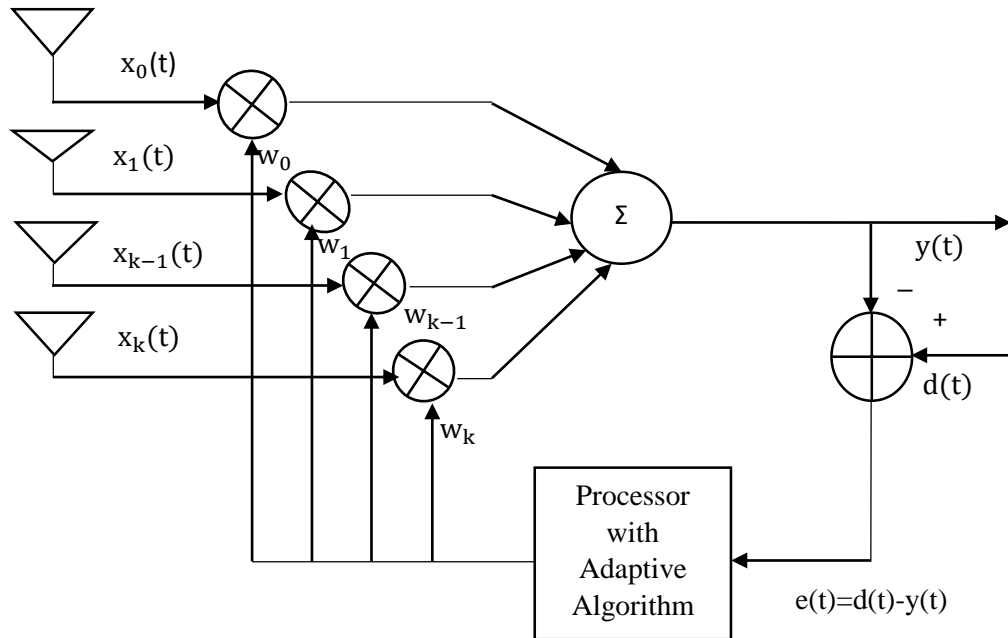 x₀(t)
w₀
x₁(t)
w₁
Σ
x_{k−1}(t)
w_{k−1}
y(t)
−
+
x_k(t)
d(t)
w_k
Processor
with
Adaptive
Algorithm
e(t)=d(t)-y(t)